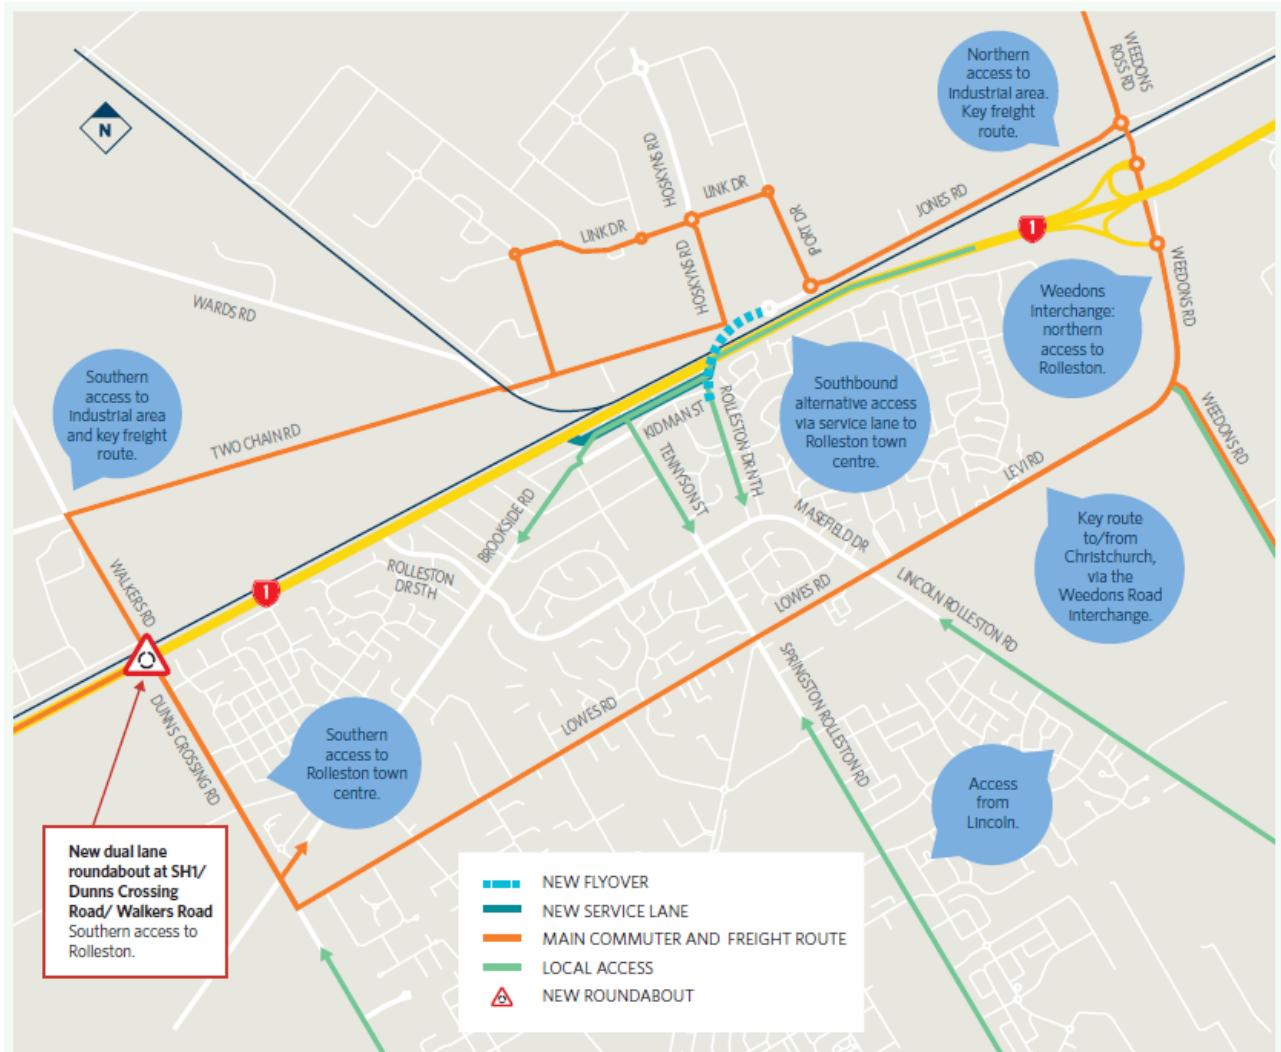 N
Northern
access to
industrial area.
Key freight
route.
WEEDONS
ROSS RD
HOSKYNS RD
LINK DR
LINK DR
PORT DR
JONES RD
HOSKYNS RD
1
WEEDONS RD
WARDS RD
Weedons
Interchange:
northern
access to
Rolleston.
Southern
access to
industrial area
and key freight
route.
TWO CHAIN RD
Southbound
alternative access
via service lane to
Rolleston town
centre.
KIDMAN ST
ROLLESTON DR NTH
TENNYSON ST
WEEDONS RD
LEVI RD
BROOKSIDE RD
MASEFIELD DR
Key route
to/from
Christchurch,
via the
Weedons Road
Interchange.
ROLLESTON
DR STH
1
WALKERS RD
LOWES RD
LINCOLN ROLLESTON RD
SPRINGSTON ROLLESTON RD
DUNNS CROSSING RD
LOWES RD
Southern
access to
Rolleston town
centre.
Access
from
Lincoln.
New dual lane
roundabout at SH1/
Dunns Crossing
Road/ Walkers Road
Southern access to
Rolleston.
NEW FLYOVER
NEW SERVICE LANE
MAIN COMMUTER AND FREIGHT ROUTE
LOCAL ACCESS
NEW ROUNDABOUT